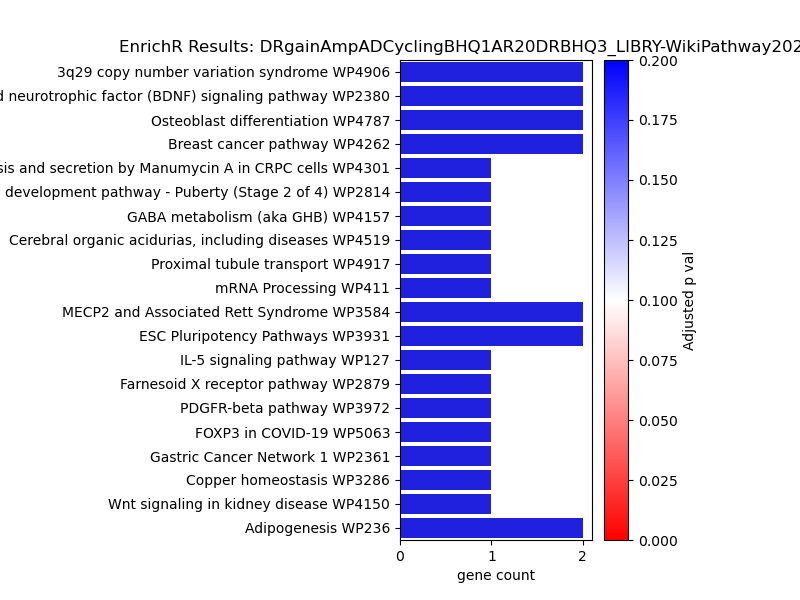 EnrichR Results: DRgainAmpADCyclingBHQ1AR20DRBHQ3_LIBRY-WikiPathway202
3q29 copy number variation syndrome WP4906
neurotrophic factor (BDNF) signaling pathway WP2380
Osteoblast differentiation WP4787
Breast cancer pathway WP4262
and secretion by Manumycin A in CRPC cells WP4301
development pathway - Puberty (Stage 2 of 4) WP2814
GABA metabolism (aka GHB) WP4157
Cerebral organic acidurias, including diseases WP4519
Proximal tubule transport WP4917
mRNA Processing WP411
MECP2 and Associated Rett Syndrome WP3584
ESC Pluripotency Pathways WP3931
IL-5 signaling pathway WP127
Farnesoid X receptor pathway WP2879
PDGFR-beta pathway WP3972
FOXP3 in COVID-19 WP5063
Gastric Cancer Network 1 WP2361
Copper homeostasis WP3286
Wnt signaling in kidney disease WP4150
Adipogenesis WP236
0 1 2
gene count
0.200
0.175
0.150
0.125
0.100
0.075
0.050
0.025
0.000
Adjusted p val